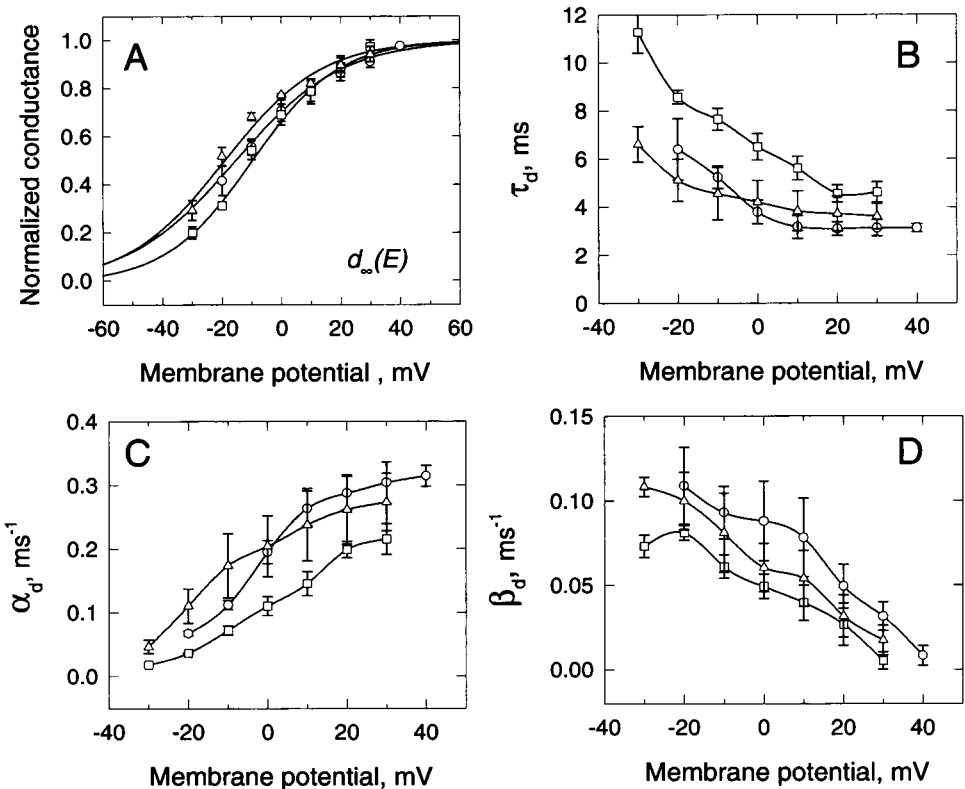 A
Normalized conductance
1.0
0.8
0.6
0.4
0.2
0.0
d∞(E)
-60 -40 -20 0 20 40 60
Membrane potential , mV
B
τd, ms
12
10
8
6
4
2
0
-40 -20 0 20 40
Membrane potential, mV
C
αd, ms-1
0.4
0.3
0.2
0.1
0.0
-40 -20 0 20 40
Membrane potential, mV
D
βd, ms-1
0.15
0.10
0.05
0.00
-40 -20 0 20 40
Membrane potential, mV